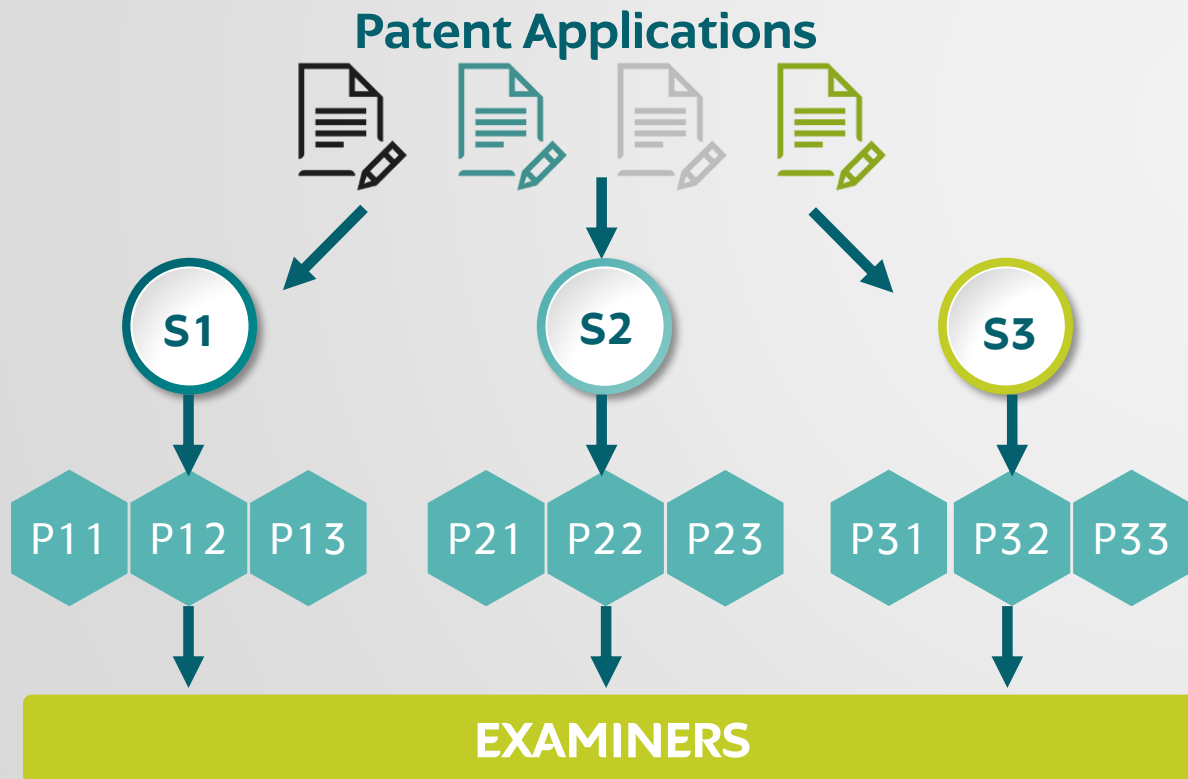 Patent Applications
S1
S2
S3
P11 P12 P13
P21 P22 P23
P31 P32 P33
EXAMINERS